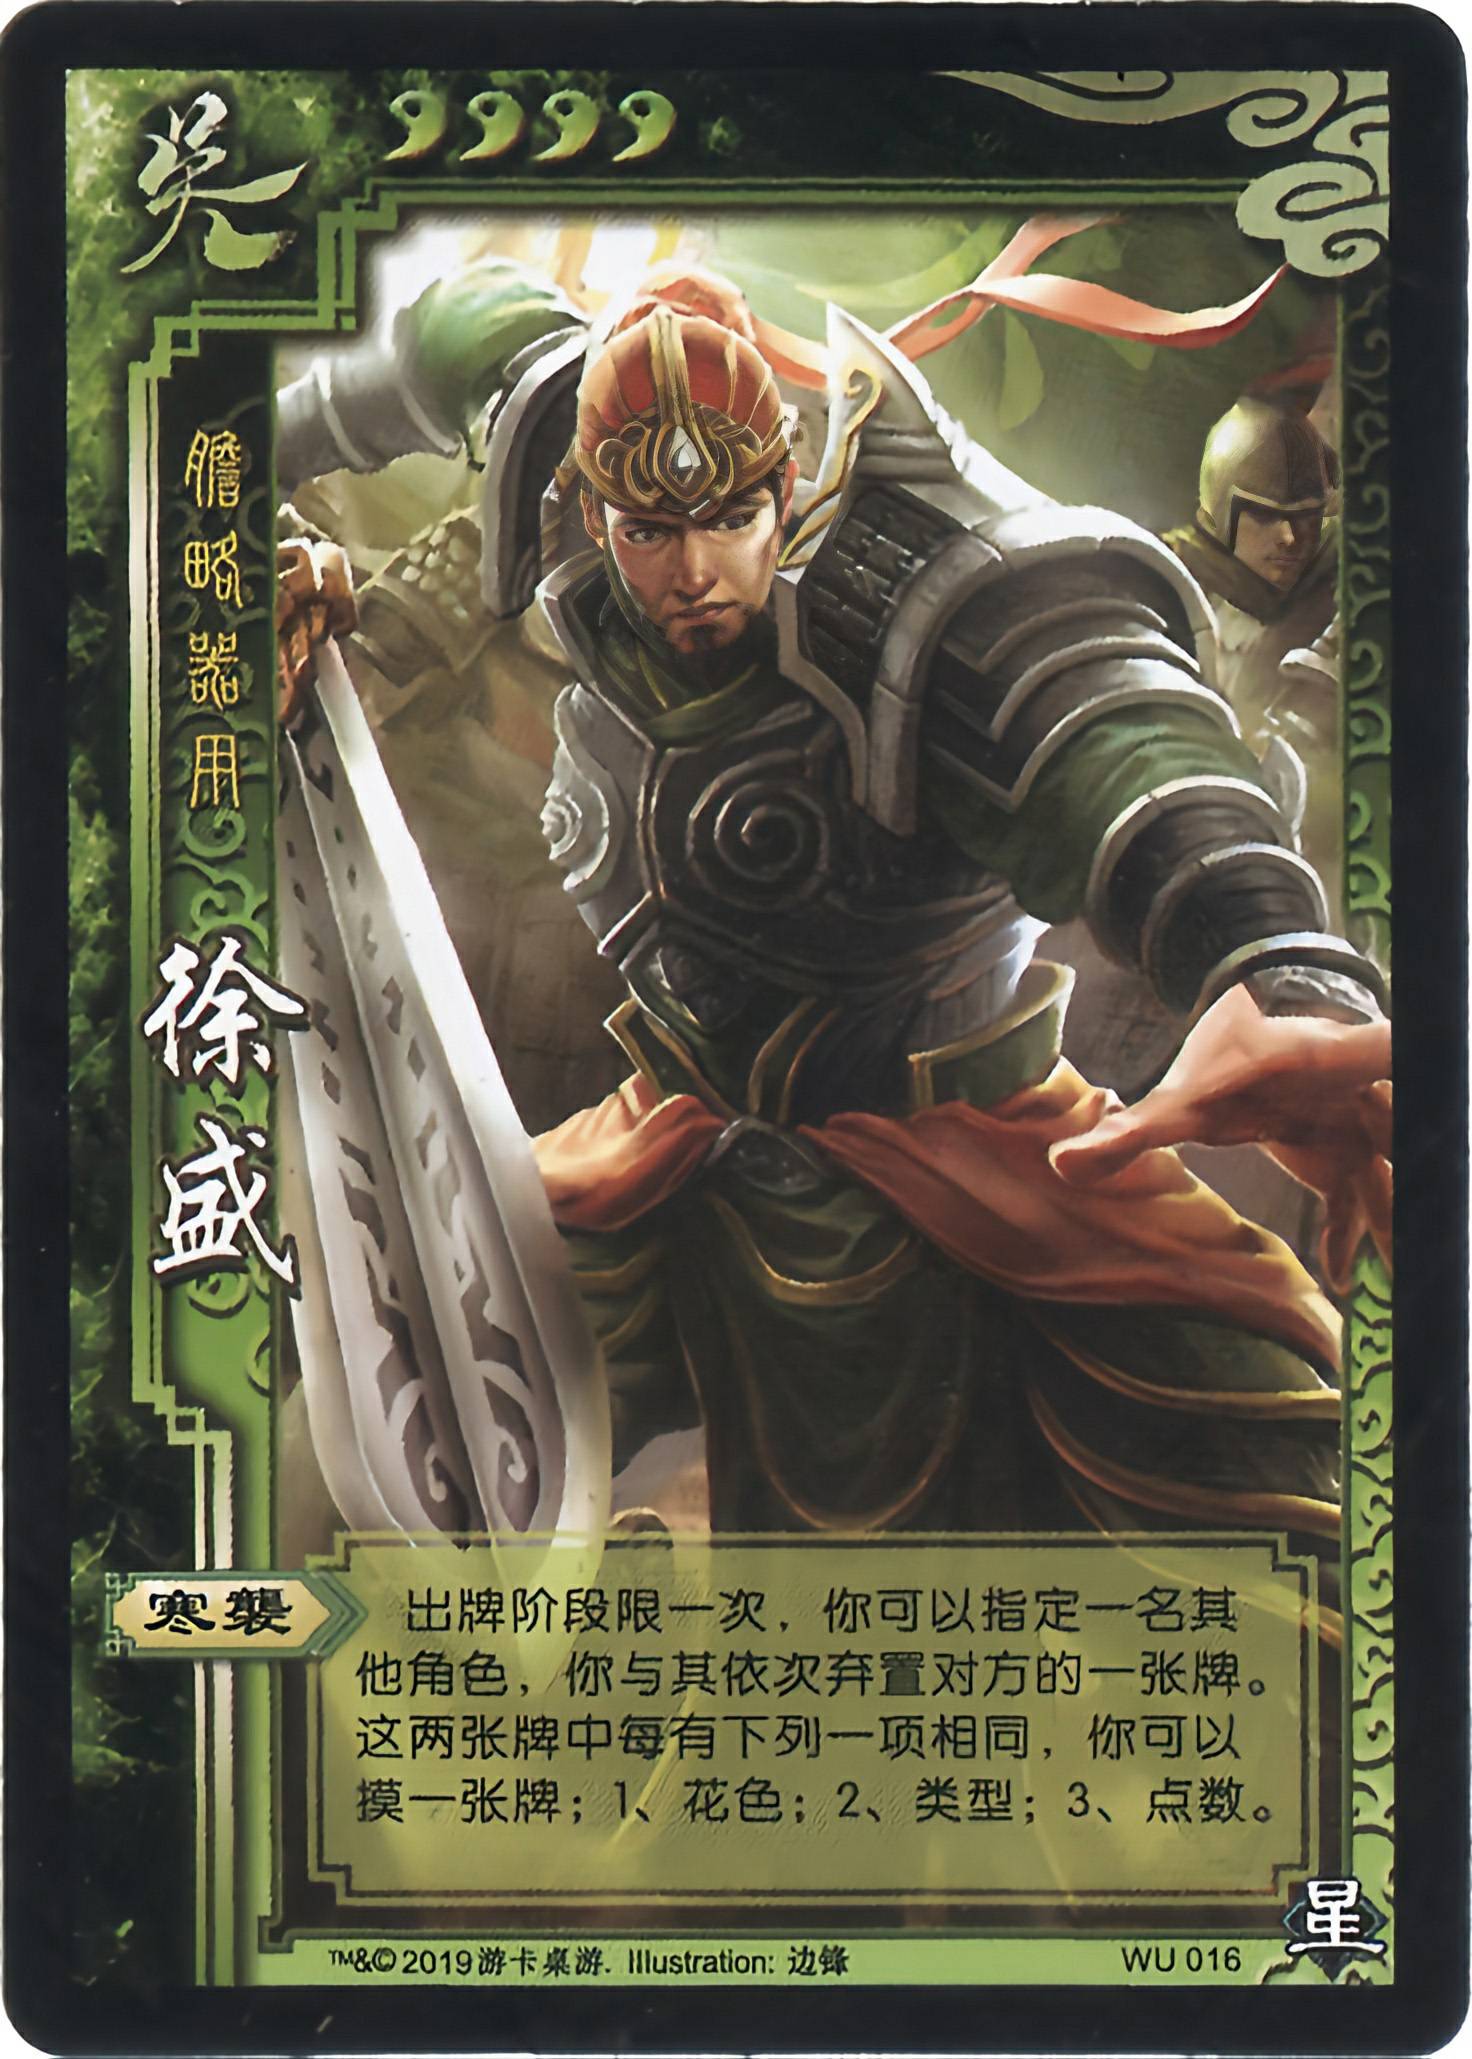 吴
膽略器用
徐盛
寒襲
出牌阶段限一次，你可以指定一名其
他角色，你与其依次弃置对方的一张牌。
这两张牌中每有下列一项相同，你可以
摸一张牌；1、花色；2、类型；3、点数。
™&©2019游卡桌游. Illustration: 边锋
WU 016
星